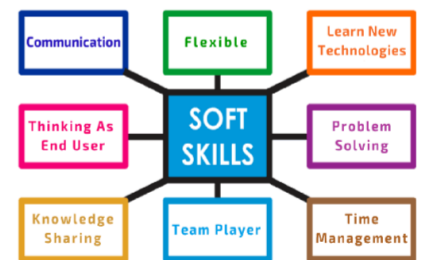 Communication
Flexible
Learn New
Technologies
Thinking As
End User
SOFT
SKILLS
Problem
Solving
Knowledge
Sharing
Team Player
Time
Management